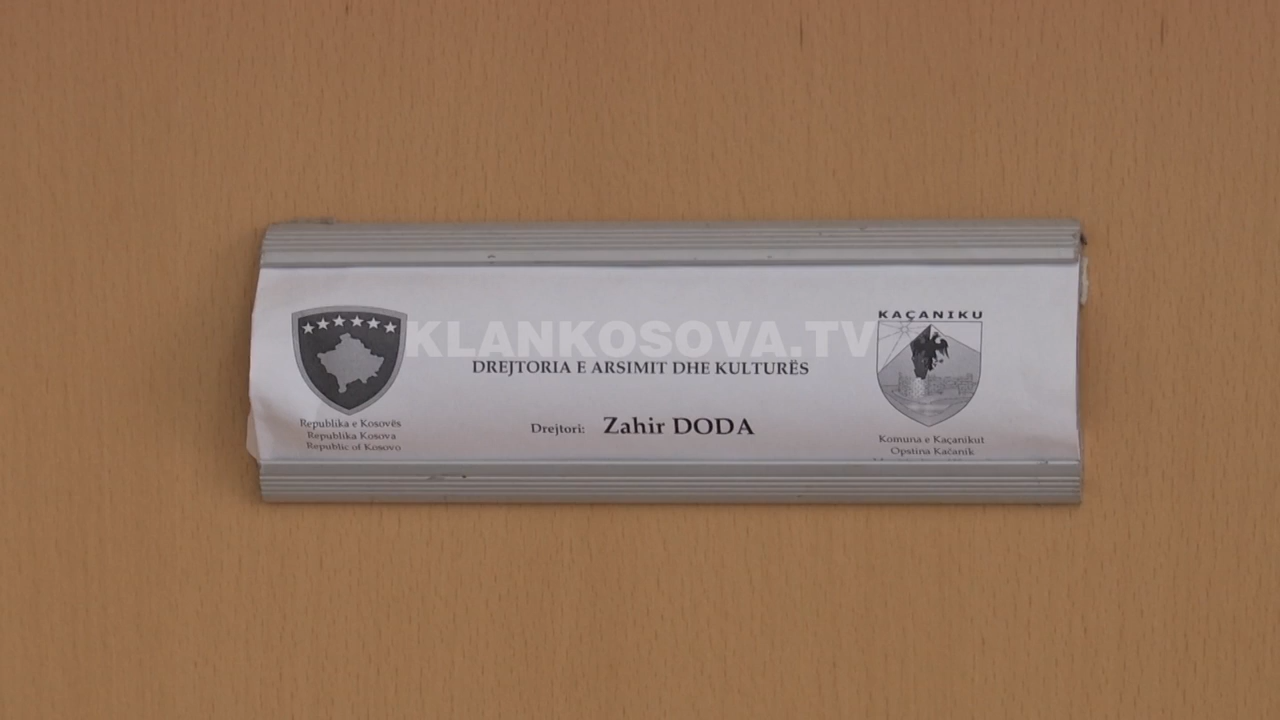 KLANKOSOVA.TV
DREJTORIA E ARSIMIT DHE KULTURËS
Drejtori: Zahir DODA
Republika e Kosovës
Republika Kosova
Republic of Kosovo
KAÇANIKU
Komuna e Kaçanikut
Opstina Kačanik